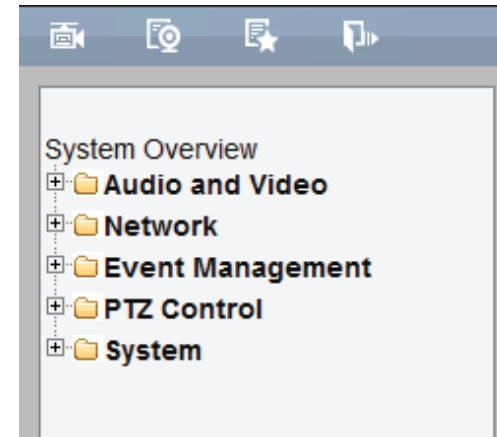 System Overview
Audio and Video
Network
Event Management
PTZ Control
System